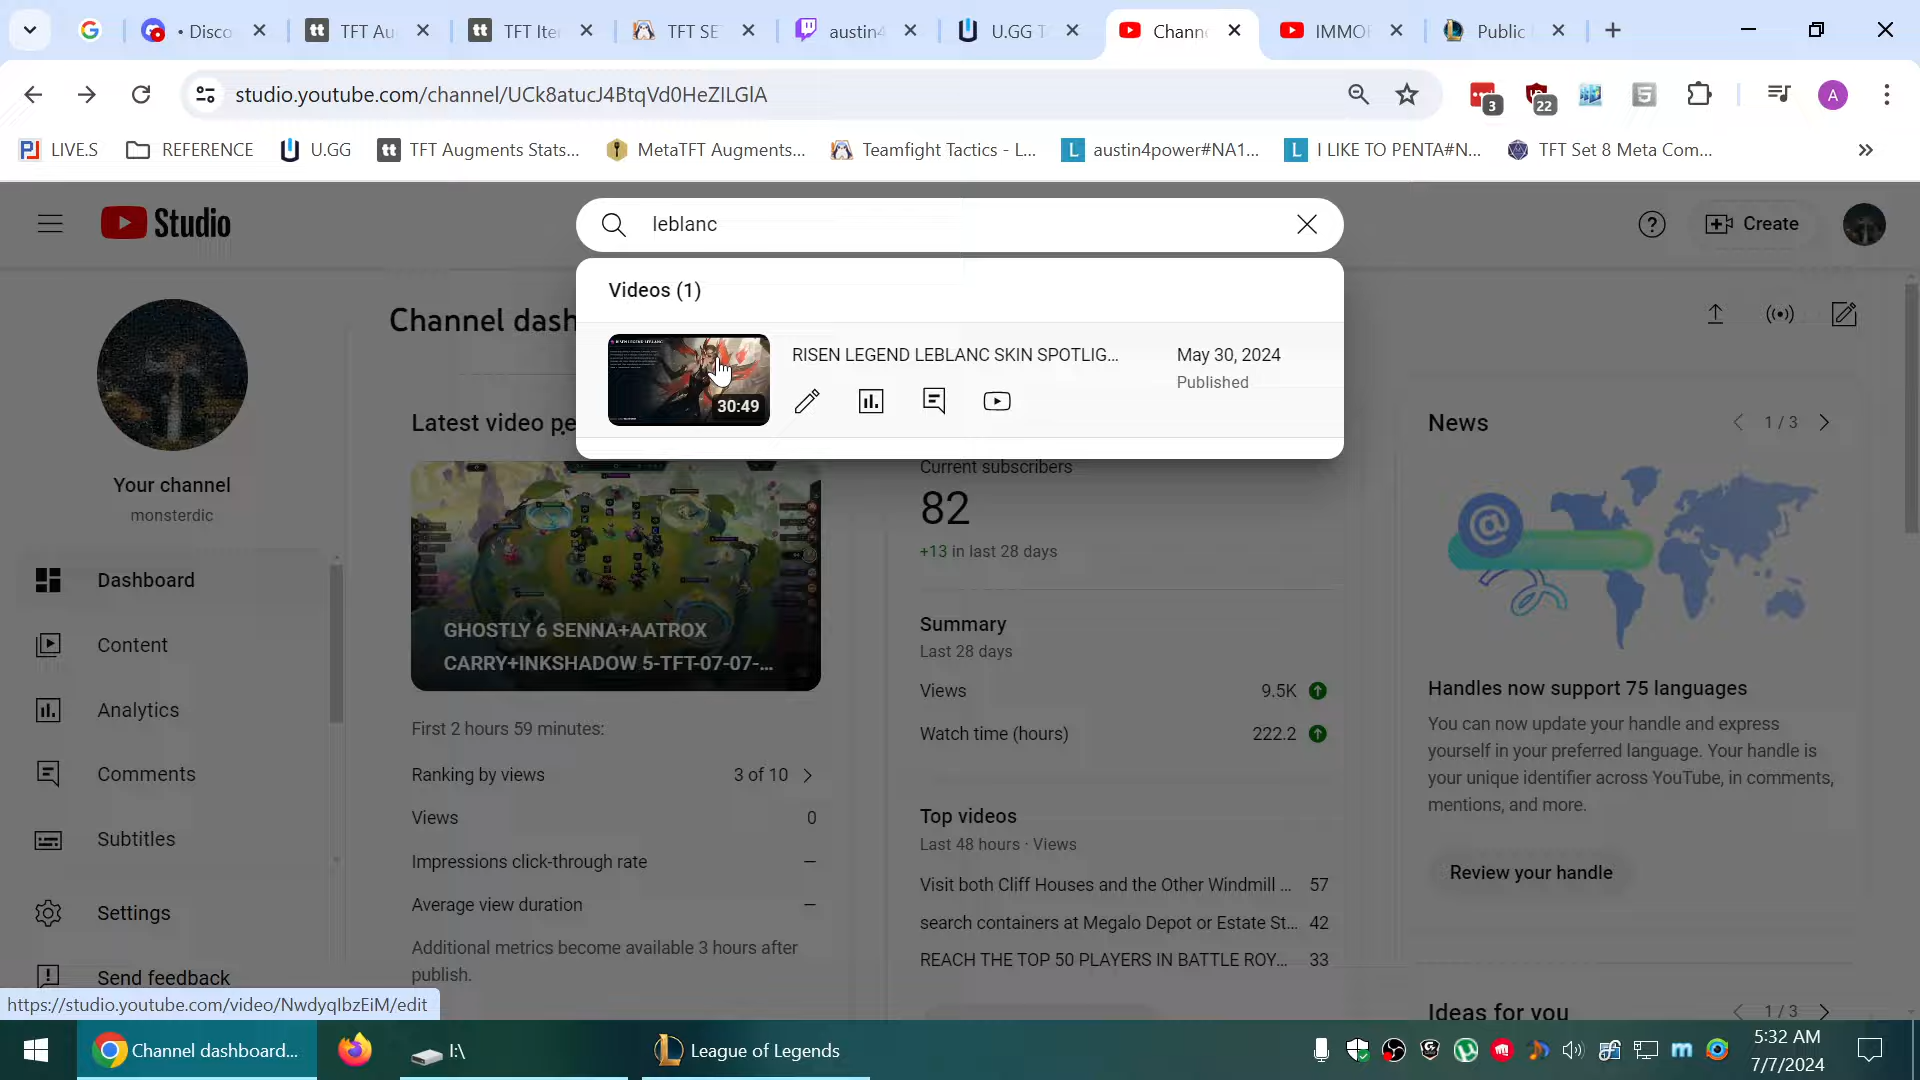 • Disco
TFT Au
TFT Ite
TFT SE
austin4
U.GG T
Chann
IMMO
Public
studio.youtube.com/channel/UCk8atucJ4BtqVd0HeZILGlA
3
22
A
LIVE.S
REFERENCE
U.GG
TFT Augments Stats...
MetaTFT Augments...
Teamfight Tactics - L...
austin4power#NA1...
I LIKE TO PENTA#N...
TFT Set 8 Meta Com...
Studio
leblanc
Create
Videos (1)
RISEN LEGEND LEBLANC SKIN SPOTLIG...
May 30, 2024
Published
30:49
Channel dash
Your channel
monsterdic
Dashboard
Content
Analytics
Comments
Subtitles
Settings
Send feedback
Latest video pe
GHOSTLY 6 SENNA+AATROX
CARRY+INKSHADOW 5-TFT-07-07-...
First 2 hours 59 minutes:
Ranking by views
3 of 10
Views
0
Impressions click-through rate
—
Average view duration
—
Additional metrics become available 3 hours after
publish.
Current subscribers
82
+13 in last 28 days
Summary
Last 28 days
Views
9.5K
Watch time (hours)
222.2
Top videos
Last 48 hours · Views
Visit both Cliff Houses and the Other Windmill ...
57
search containers at Megalo Depot or Estate St...
42
REACH THE TOP 50 PLAYERS IN BATTLE ROY...
33
News
1 / 3
Handles now support 75 languages
You can now update your handle and express
yourself in your preferred language. Your handle is
your unique identifier across YouTube, in comments,
mentions, and more.
Review your handle
Ideas for you
1 / 3
https://studio.youtube.com/video/NwdyqIbzEiM/edit
Channel dashboard...
I:\
League of Legends
5:32 AM
7/7/2024